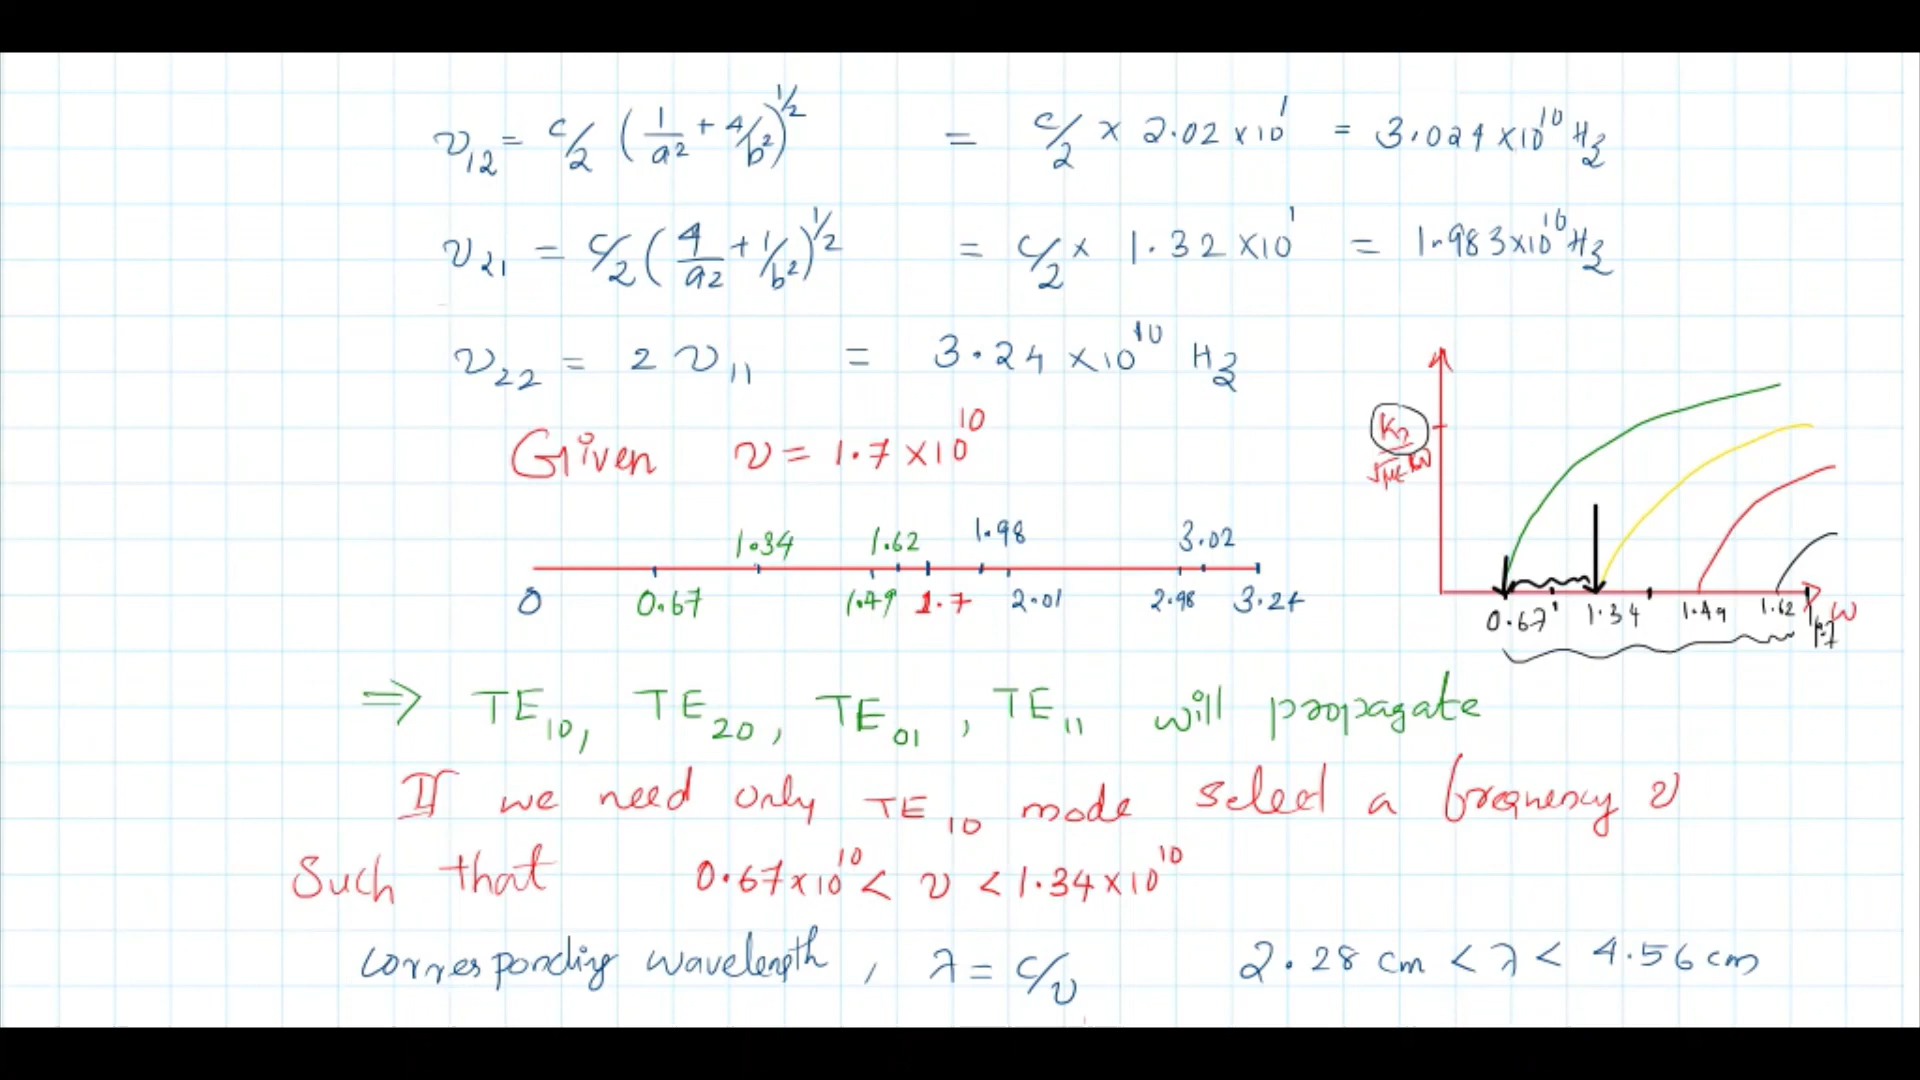 ν₁₂ = c/2 (1/a² + 4/b²)^1/2 = c/2 × 2.02 × 10¹ = 3.024 × 10¹⁰ Hz
ν₂₁ = c/2 (4/a² + 1/b²)^1/2 = c/2 × 1.32 × 10¹ = 1.983 × 10¹⁰ Hz
ν₂₂ = 2 ν₁₁ = 3.24 × 10¹⁰ Hz
Given ν = 1.7 × 10¹⁰
1.34 1.62 1.98 3.02
0 0.67 1.49 1.7 2.01 2.98 3.24
0.67 1.34 1.49 1.62 1.7 ω
⇒ TE₁₀, TE₂₀, TE₀₁, TE₁₁ will propagate
If we need only TE₁₀ mode select a frequency ν
Such that 0.67×10¹⁰ < ν < 1.34×10¹⁰
corresponding wavelength, λ = c/ν 2.28 cm < λ < 4.56 cm